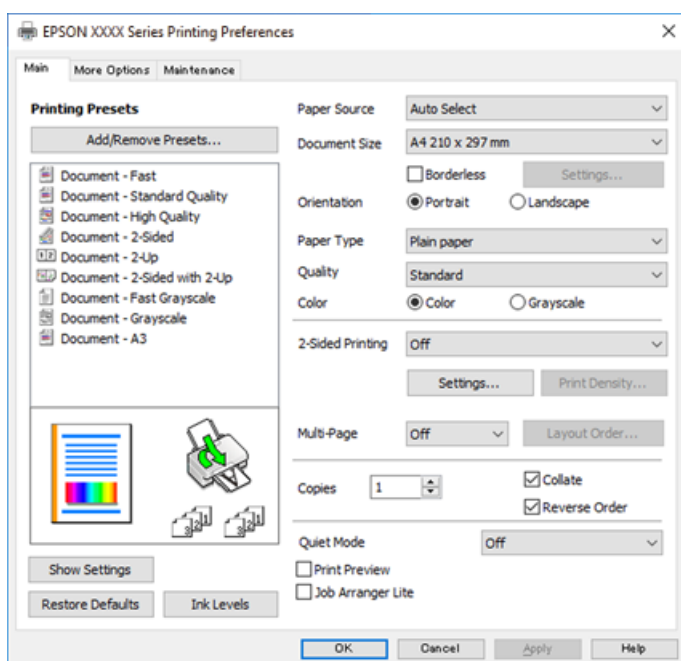 EPSON XXXX Series Printing Preferences
Main More Options Maintenance
Printing Presets
Add/Remove Presets...
Document - Fast
Document - Standard Quality
Document - High Quality
Document - 2-Sided
Document - 2-Up
Document - 2-Sided with 2-Up
Document - Fast Grayscale
Document - Grayscale
Document - A3
Show Settings
Restore Defaults Ink Levels
Paper Source Auto Select
Document Size A4 210 x 297 mm
Borderless Settings...
Orientation Portrait Landscape
Paper Type Plain paper
Quality Standard
Color Color Grayscale
2-Sided Printing Off
Settings... Print Density...
Multi-Page Off Layout Order...
Copies 1 Collate
Reverse Order
Quiet Mode Off
Print Preview
Job Arranger Lite
OK Cancel Apply Help